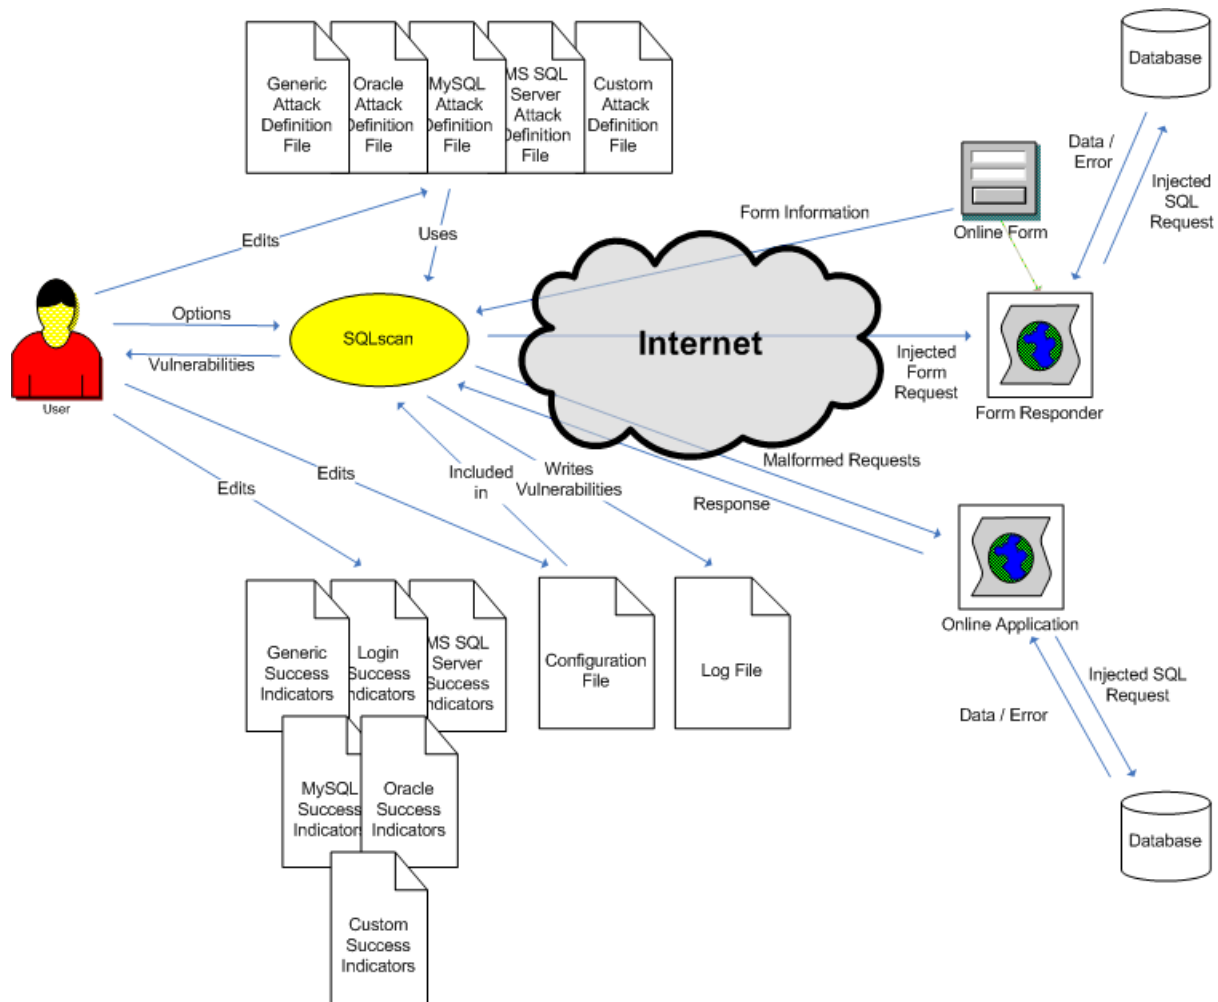 Generic
Attack
Definition
File
Oracle
Attack
Definition
File
MySQL
Attack
Definition
File
MS SQL
Server
Attack
Definition
File
Custom
Attack
Definition
File
Database
Data /
Error
Injected
SQL
Request
Form Information
Online Form
Edits
Uses
Options
SQLscan
Internet
Vulnerabilities
Injected
Form
Request
User
Form Responder
Edits
Edits
Included
in
Writes
Vulnerabilities
Malformed Requests
Response
Online Application
Generic
Success
Indicators
Login
Success
Indicators
MS SQL
Server
Success
Indicators
Configuration
File
Log File
Injected SQL
Request
Data / Error
MySQL
Success
Indicators
Oracle
Success
Indicators
Database
Custom
Success
Indicators